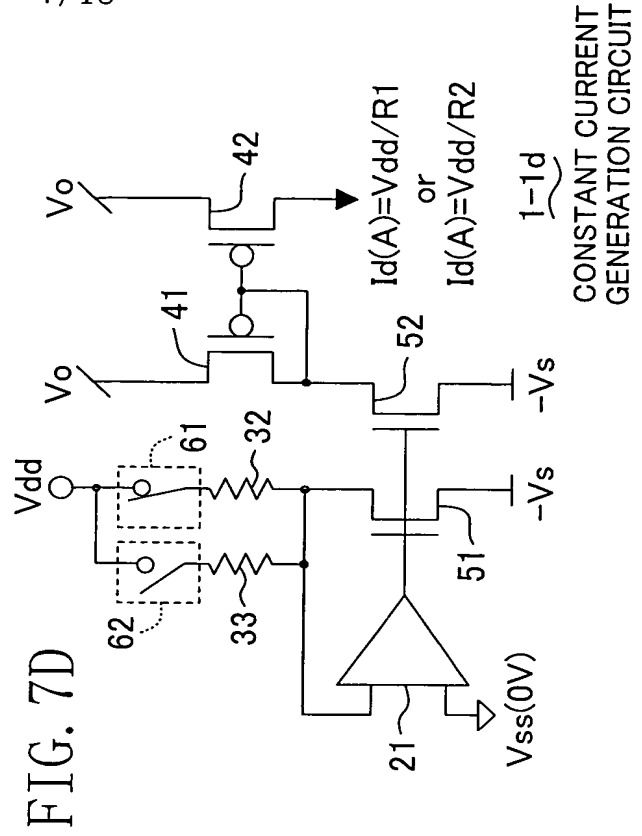 FIG. 7D
Vdd
Vo
Vo
62
61
33
32
41
42
21
51
52
Vss(0V)
-Vs
-Vs
Id(A)=Vdd/R1
or
Id(A)=Vdd/R2
1-1d
CONSTANT CURRENT
GENERATION CIRCUIT